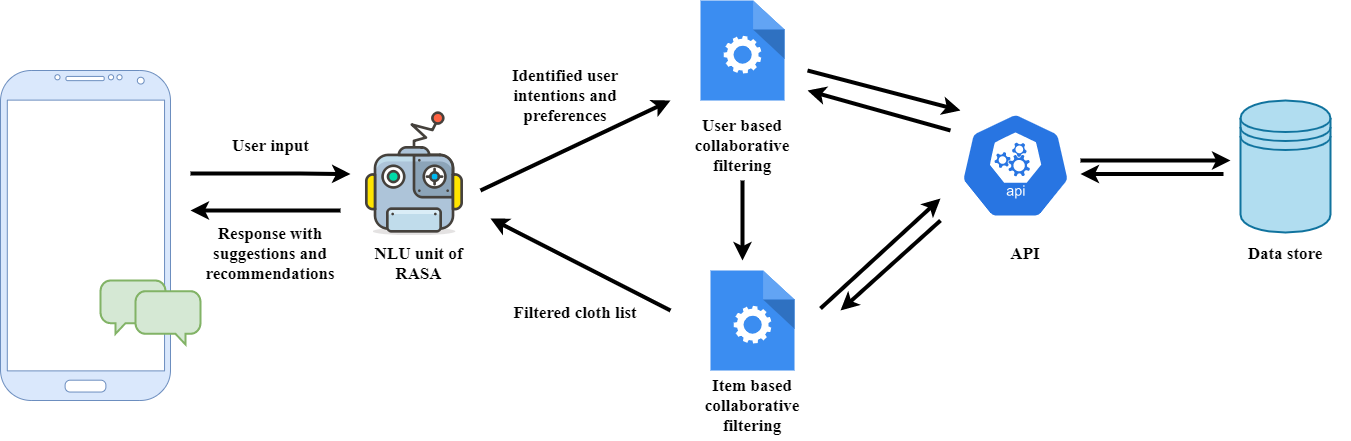 User input
Response with
suggestions and
recommendations
NLU unit of
RASA
Identified user
intentions and
preferences
Filtered cloth list
User based
collaborative
filtering
Item based
collaborative
filtering
api
API
Data store